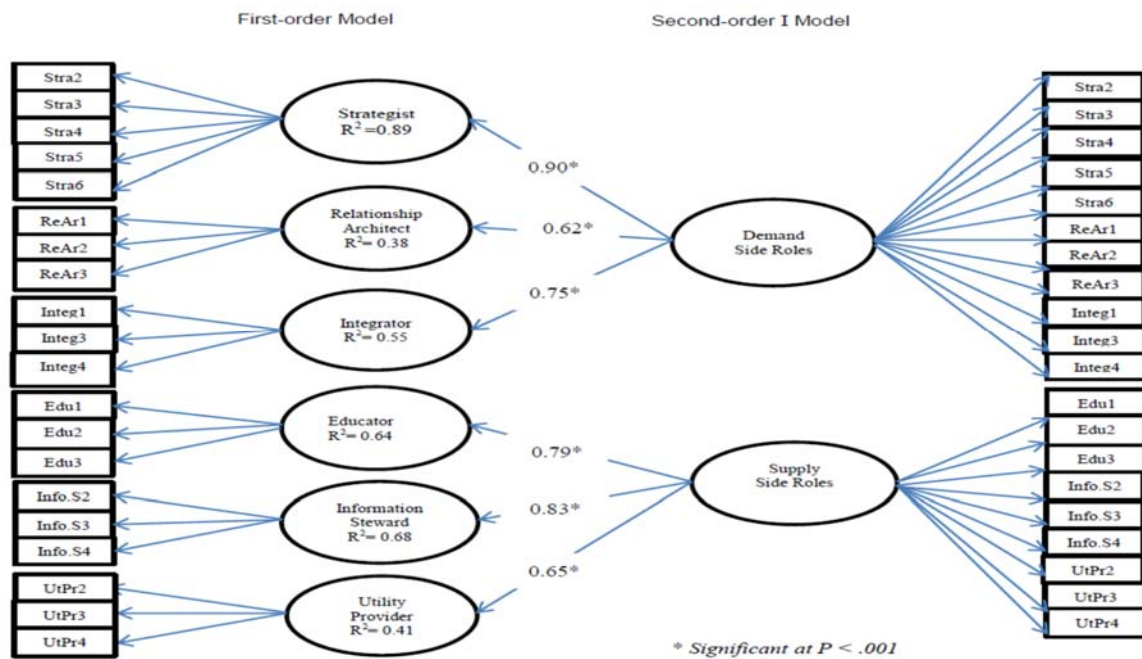 First-order Model
Second-order I Model
Stra2
Stra3
Stra4
Stra5
Stra6
ReAr1
ReAr2
ReAr3
Integ1
Integ3
Integ4
Edu1
Edu2
Edu3
Info.S2
Info.S3
Info.S4
UtPr2
UtPr3
UtPr4
Strategist
R² =0.89
Relationship
Architect
R²= 0.38
Integrator
R²= 0.55
Educator
R²= 0.64
Information
Steward
R²= 0.68
Utility
Provider
R²= 0.41
0.90*
0.62*
0.75*
0.79*
0.83*
0.65*
Demand
Side Roles
Supply
Side Roles
Stra2
Stra3
Stra4
Stra5
Stra6
ReAr1
ReAr2
ReAr3
Integ1
Integ3
Integ4
Edu1
Edu2
Edu3
Info.S2
Info.S3
Info.S4
UtPr2
UtPr3
UtPr4
* Significant at P < .001